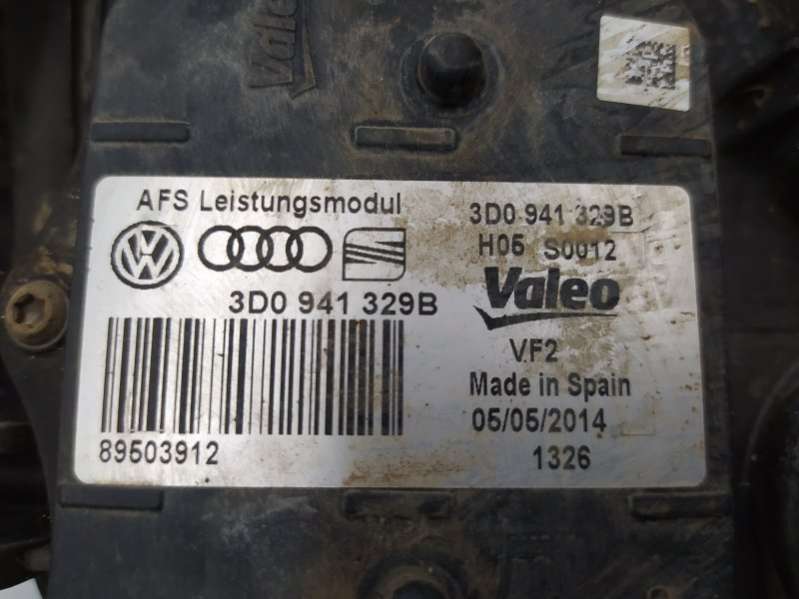 Valeo
AFS Leistungsmodul
3D0 941 329B
H05 S0012
3D0 941 329B
Valeo
VF2
Made in Spain
05/05/2014
89503912
1326